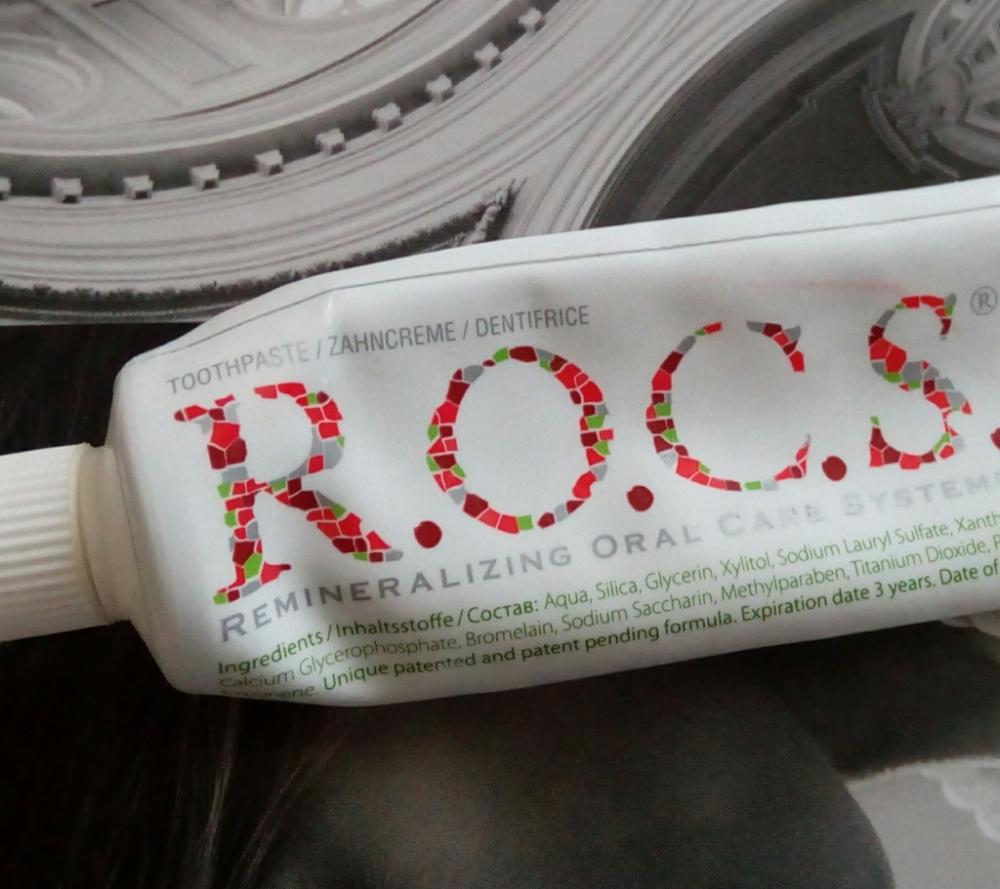 TOOTHPASTE / ZAHNCREME / DENTIFRICE
R.O.C.S.®
REMINERALIZING ORAL CARE SYSTEMS
Ingredients / Inhaltsstoffe / Состав: Aqua, Silica, Glycerin, Xylitol, Sodium Lauryl Sulfate,
Calcium Glycerophosphate, Bromelain, Sodium Saccharin, Methylparaben, Titanium Dioxide,
Unique patented and patent pending formula. Expiration date 3 years. Date of